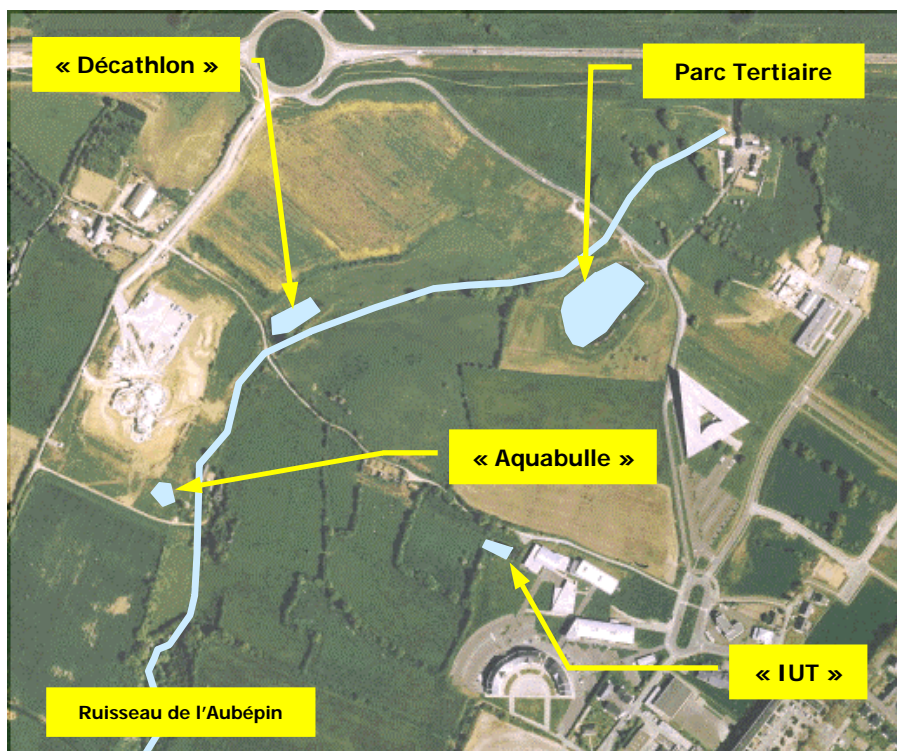 « Décathlon »
Parc Tertiaire
« Aquabulle »
« IUT »
Ruisseau de l'Aubépin